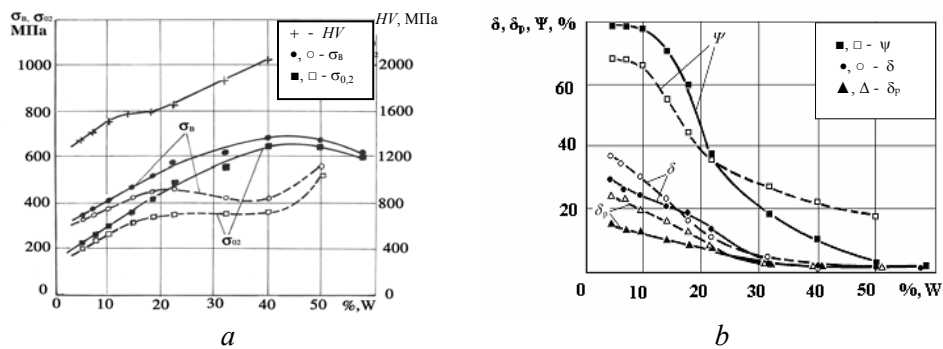 σв, σ02
МПа
HV, МПа
+ - HV
●, ○ - σв
■, □ - σ0,2
1000
800
600
400
200
0
2000
1600
1200
800
400
0
σв
σ02
0
10
20
30
40
50
%, W
а
δ, δр, Ψ, %
■, □ - ψ
●, ○ - δ
▲, Δ - δр
80
60
40
20
Ψ
δ
δр
0
10
20
30
40
50
%, W
b